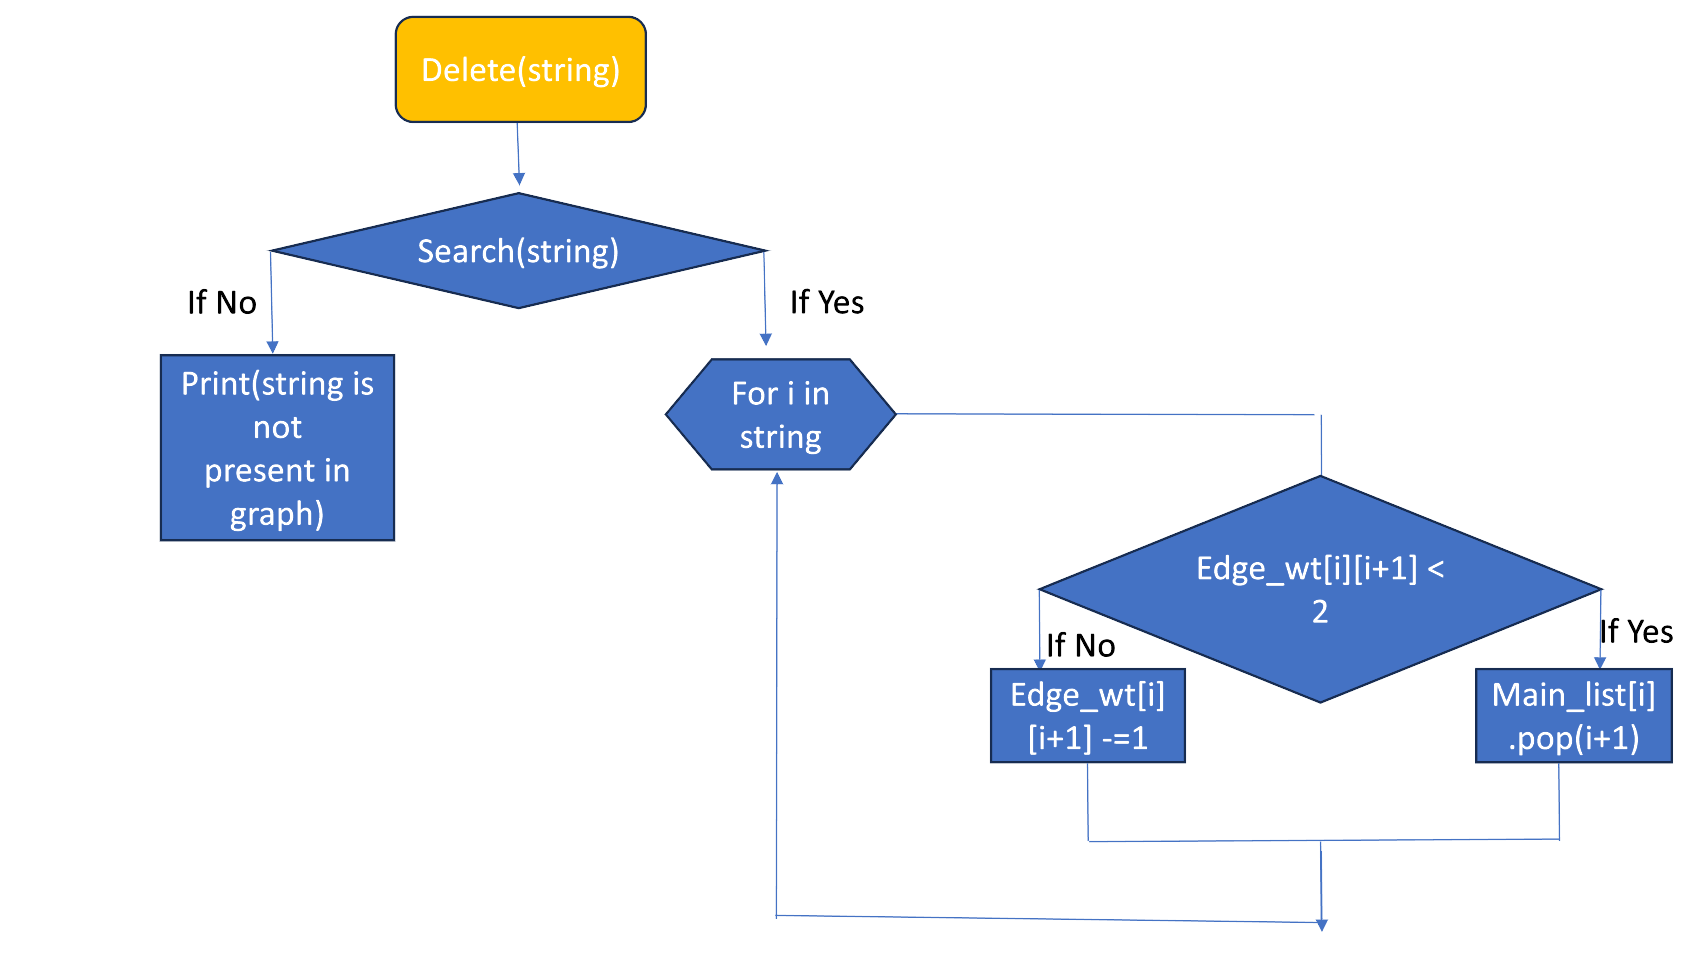 Delete(string)
Search(string)
If No
If Yes
Print(string is
not
present in
graph)
For i in
string
Edge_wt[i][i+1] <
2
If No
If Yes
Edge_wt[i]
[i+1] -=1
Main_list[i]
.pop(i+1)